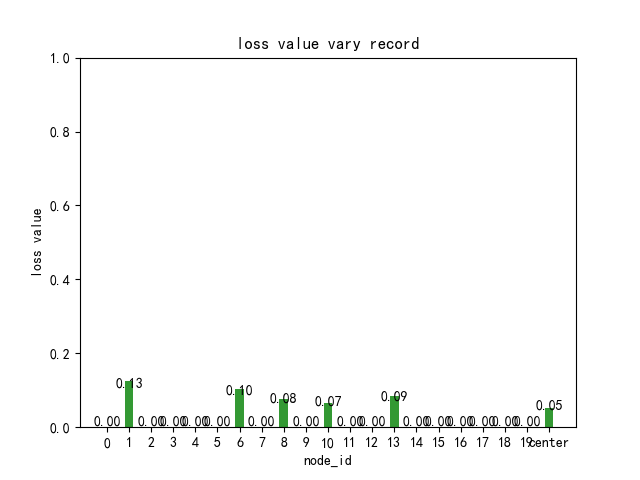 loss value vary record
1.0
0.8
0.6
0.4
0.2
0.0
loss value
0.00 0.13 0.00 0.00 0.00 0.00 0.10 0.00 0.08 0.00 0.07 0.00 0.00 0.09 0.00 0.00 0.00 0.00 0.00 0.00 0.05
0 1 2 3 4 5 6 7 8 9 10 11 12 13 14 15 16 17 18 19 center
node_id